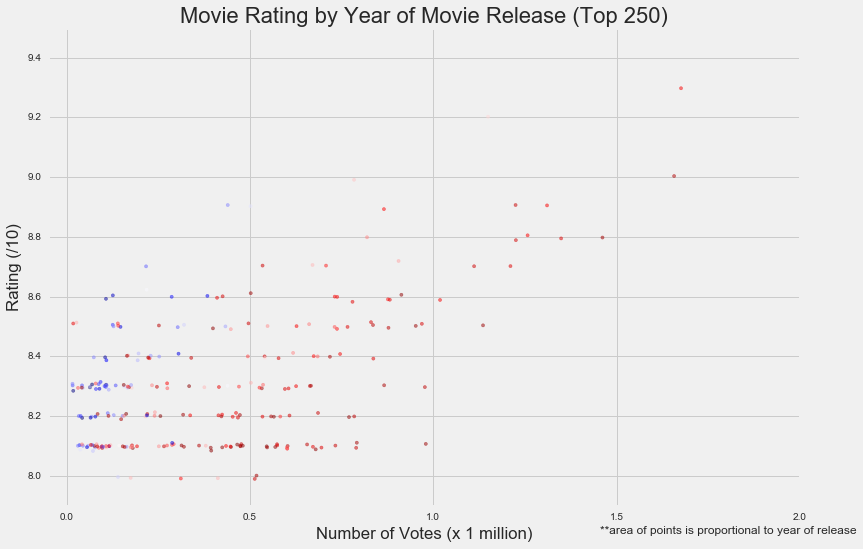 Movie Rating by Year of Movie Release (Top 250)
Rating (/10)
9.4
9.2
9.0
8.8
8.6
8.4
8.2
8.0
0.0 0.5 1.0 1.5 2.0
Number of Votes (x 1 million)
**area of points is proportional to year of release